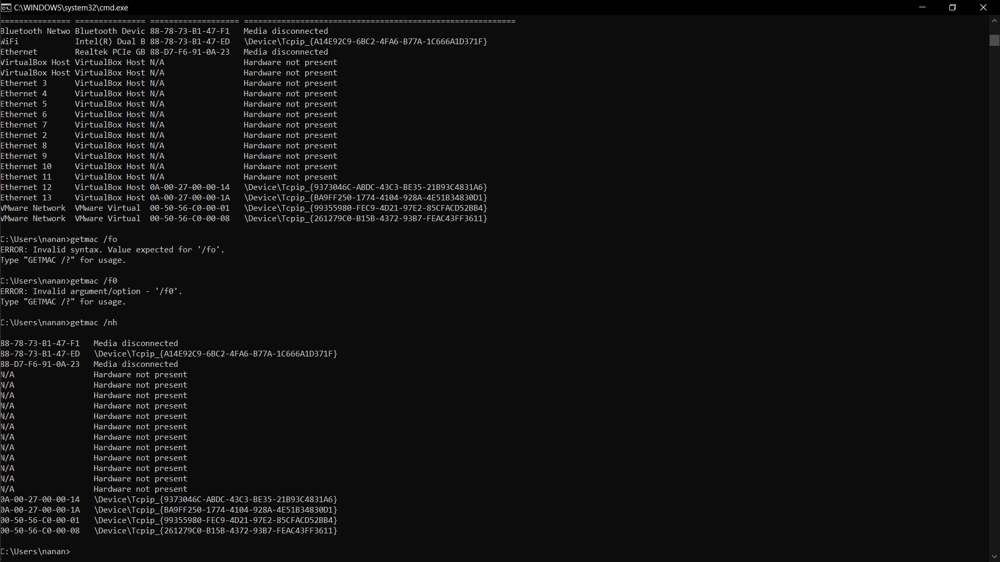 C:\WINDOWS\system32\cmd.exe
=============== =============== =================== ==========================================================
Bluetooth Netwo Bluetooth Devic 88-78-73-B1-47-F1   Media disconnected
WiFi            Intel(R) Dual B 88-78-73-B1-47-ED   \Device\Tcpip_{A14E92C9-6BC2-4FA6-B77A-1C666A1D371F}
Ethernet        Realtek PCIe GB 88-D7-F6-91-0A-23   Media disconnected
VirtualBox Host VirtualBox Host N/A                 Hardware not present
VirtualBox Host VirtualBox Host N/A                 Hardware not present
Ethernet 3      VirtualBox Host N/A                 Hardware not present
Ethernet 4      VirtualBox Host N/A                 Hardware not present
Ethernet 5      VirtualBox Host N/A                 Hardware not present
Ethernet 6      VirtualBox Host N/A                 Hardware not present
Ethernet 7      VirtualBox Host N/A                 Hardware not present
Ethernet 2      VirtualBox Host N/A                 Hardware not present
Ethernet 8      VirtualBox Host N/A                 Hardware not present
Ethernet 9      VirtualBox Host N/A                 Hardware not present
Ethernet 10     VirtualBox Host N/A                 Hardware not present
Ethernet 11     VirtualBox Host N/A                 Hardware not present
Ethernet 12     VirtualBox Host 0A-00-27-00-00-14   \Device\Tcpip_{9373046C-ABDC-43C3-BE35-21B93C4831A6}
Ethernet 13     VirtualBox Host 0A-00-27-00-00-1A   \Device\Tcpip_{BA9FF250-1774-4104-928A-4E51B34830D1}
VMware Network  VMware Virtual  00-50-56-C0-00-01   \Device\Tcpip_{99355980-FEC9-4D21-97E2-85CFACD52BB4}
VMware Network  VMware Virtual  00-50-56-C0-00-08   \Device\Tcpip_{261279C0-B15B-4372-93B7-FEAC43FF3611}
C:\Users\nanan>getmac /fo
ERROR: Invalid syntax. Value expected for '/fo'.
Type "GETMAC /?" for usage.
C:\Users\nanan>getmac /f0
ERROR: Invalid argument/option - '/f0'.
Type "GETMAC /?" for usage.
C:\Users\nanan>getmac /nh
88-78-73-B1-47-F1   Media disconnected
88-78-73-B1-47-ED   \Device\Tcpip_{A14E92C9-6BC2-4FA6-B77A-1C666A1D371F}
88-D7-F6-91-0A-23   Media disconnected
N/A                 Hardware not present
N/A                 Hardware not present
N/A                 Hardware not present
N/A                 Hardware not present
N/A                 Hardware not present
N/A                 Hardware not present
N/A                 Hardware not present
N/A                 Hardware not present
N/A                 Hardware not present
N/A                 Hardware not present
N/A                 Hardware not present
N/A                 Hardware not present
0A-00-27-00-00-14   \Device\Tcpip_{9373046C-ABDC-43C3-BE35-21B93C4831A6}
0A-00-27-00-00-1A   \Device\Tcpip_{BA9FF250-1774-4104-928A-4E51B34830D1}
00-50-56-C0-00-01   \Device\Tcpip_{99355980-FEC9-4D21-97E2-85CFACD52BB4}
00-50-56-C0-00-08   \Device\Tcpip_{261279C0-B15B-4372-93B7-FEAC43FF3611}
C:\Users\nanan>